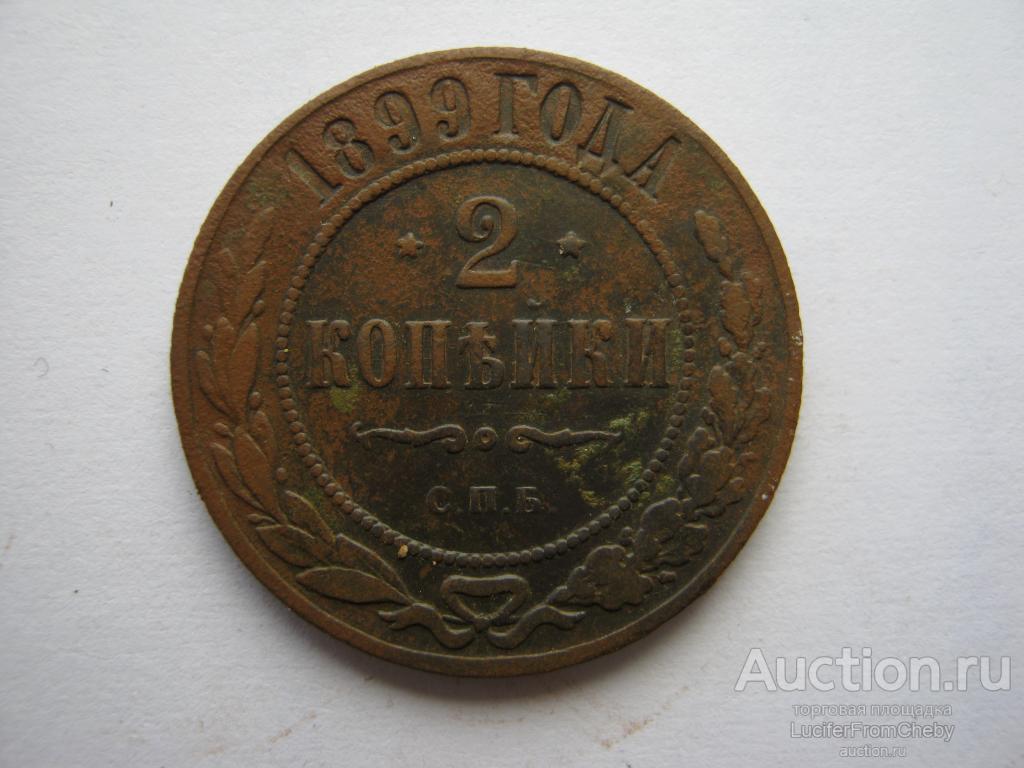 1899 ГОДА
2
КОПѢЙКИ
С.П.Б.
Auction.ru
торговая площадка
LuciferFromCheby
auction.ru